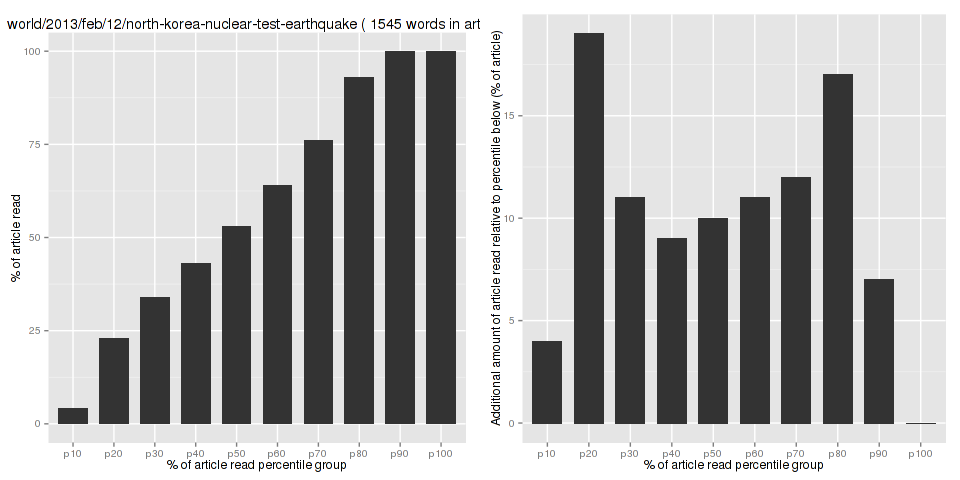 world/2013/feb/12/north-korea-nuclear-test-earthquake ( 1545 words in art
100
75
50
25
0
% of article read
p10 p20 p30 p40 p50 p60 p70 p80 p90 p100
% of article read percentile group
15
10
5
0
Additional amount of article read relative to percentile below (% of article)
p10 p20 p30 p40 p50 p60 p70 p80 p90 p100
% of article read percentile group